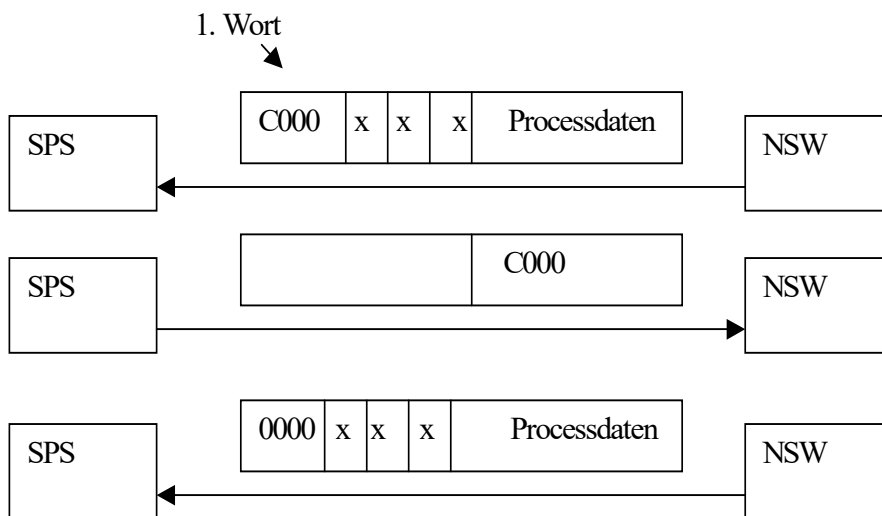 1. Wort
C000 x x x Processdaten
SPS NSW
C000
SPS NSW
0000 x x x Processdaten
SPS NSW